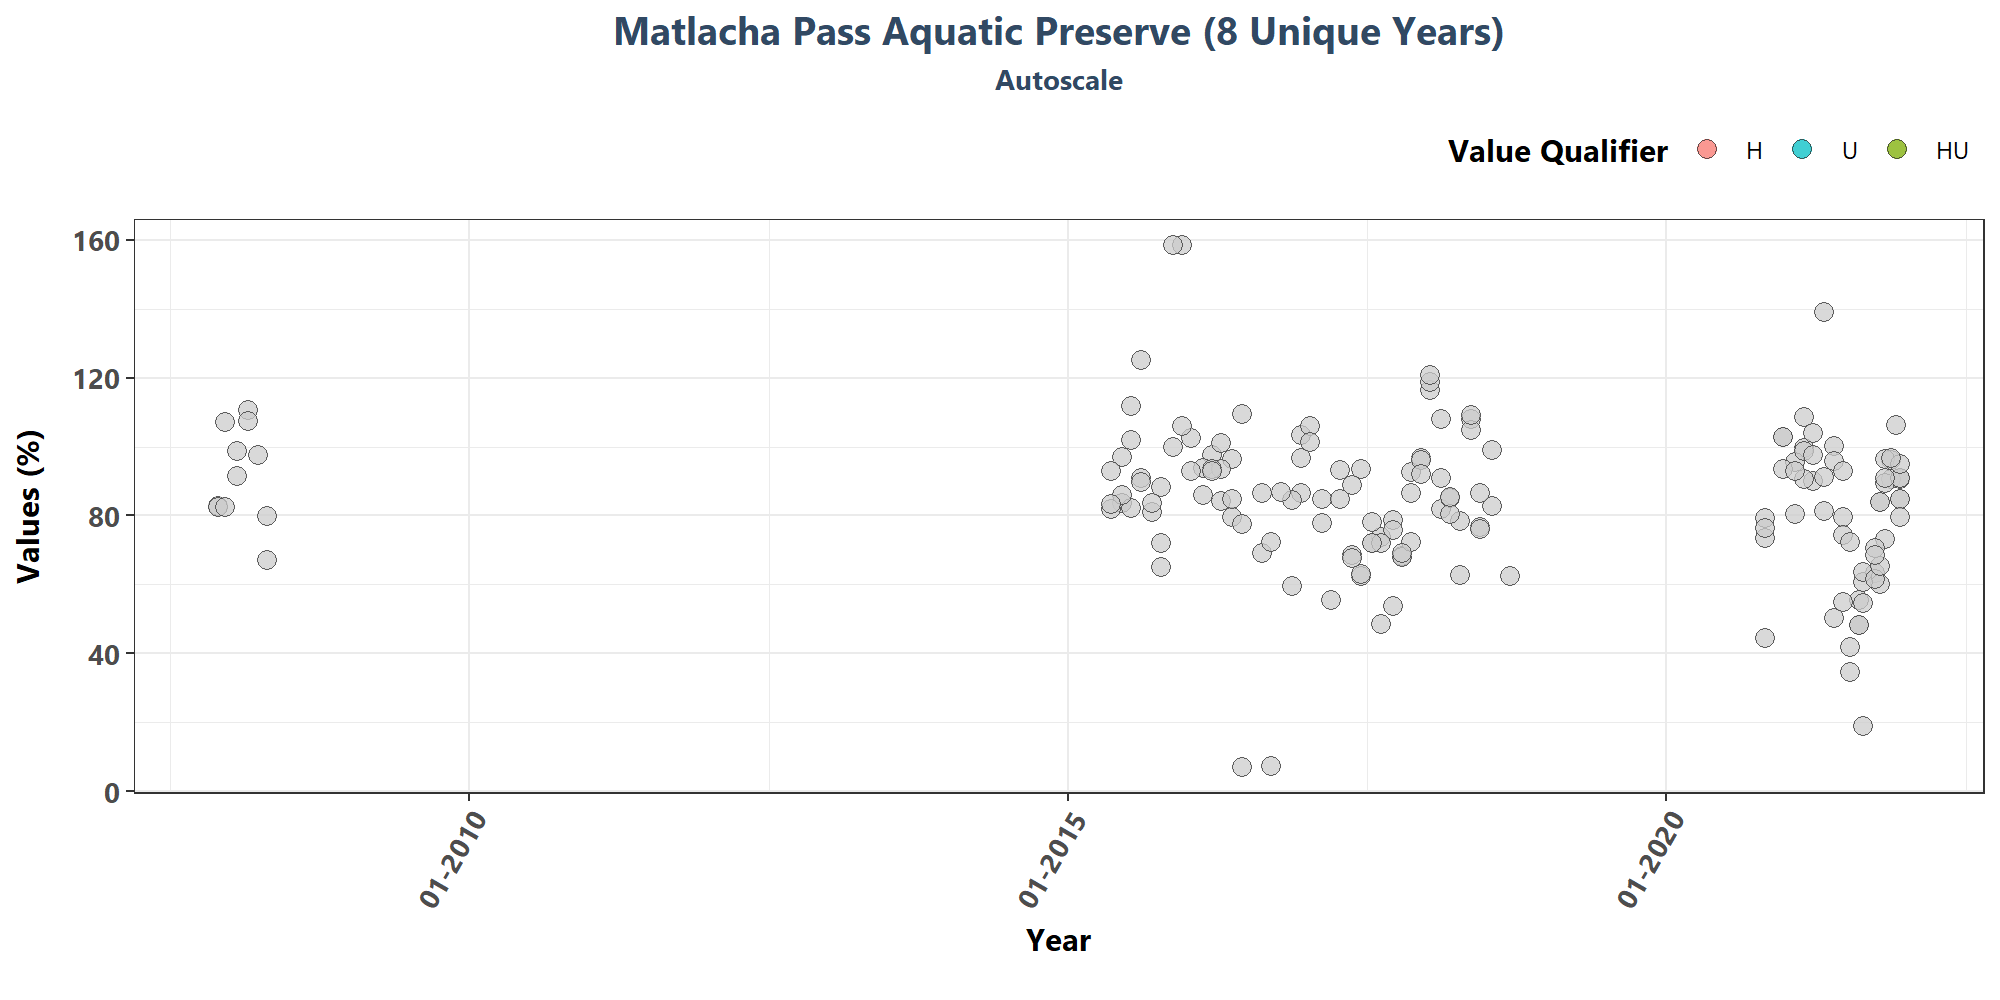 Matlacha Pass Aquatic Preserve (8 Unique Years)
Autoscale
Value Qualifier H U HU
Values (%)
160
120
80
40
0
01-2010 01-2015 01-2020
Year